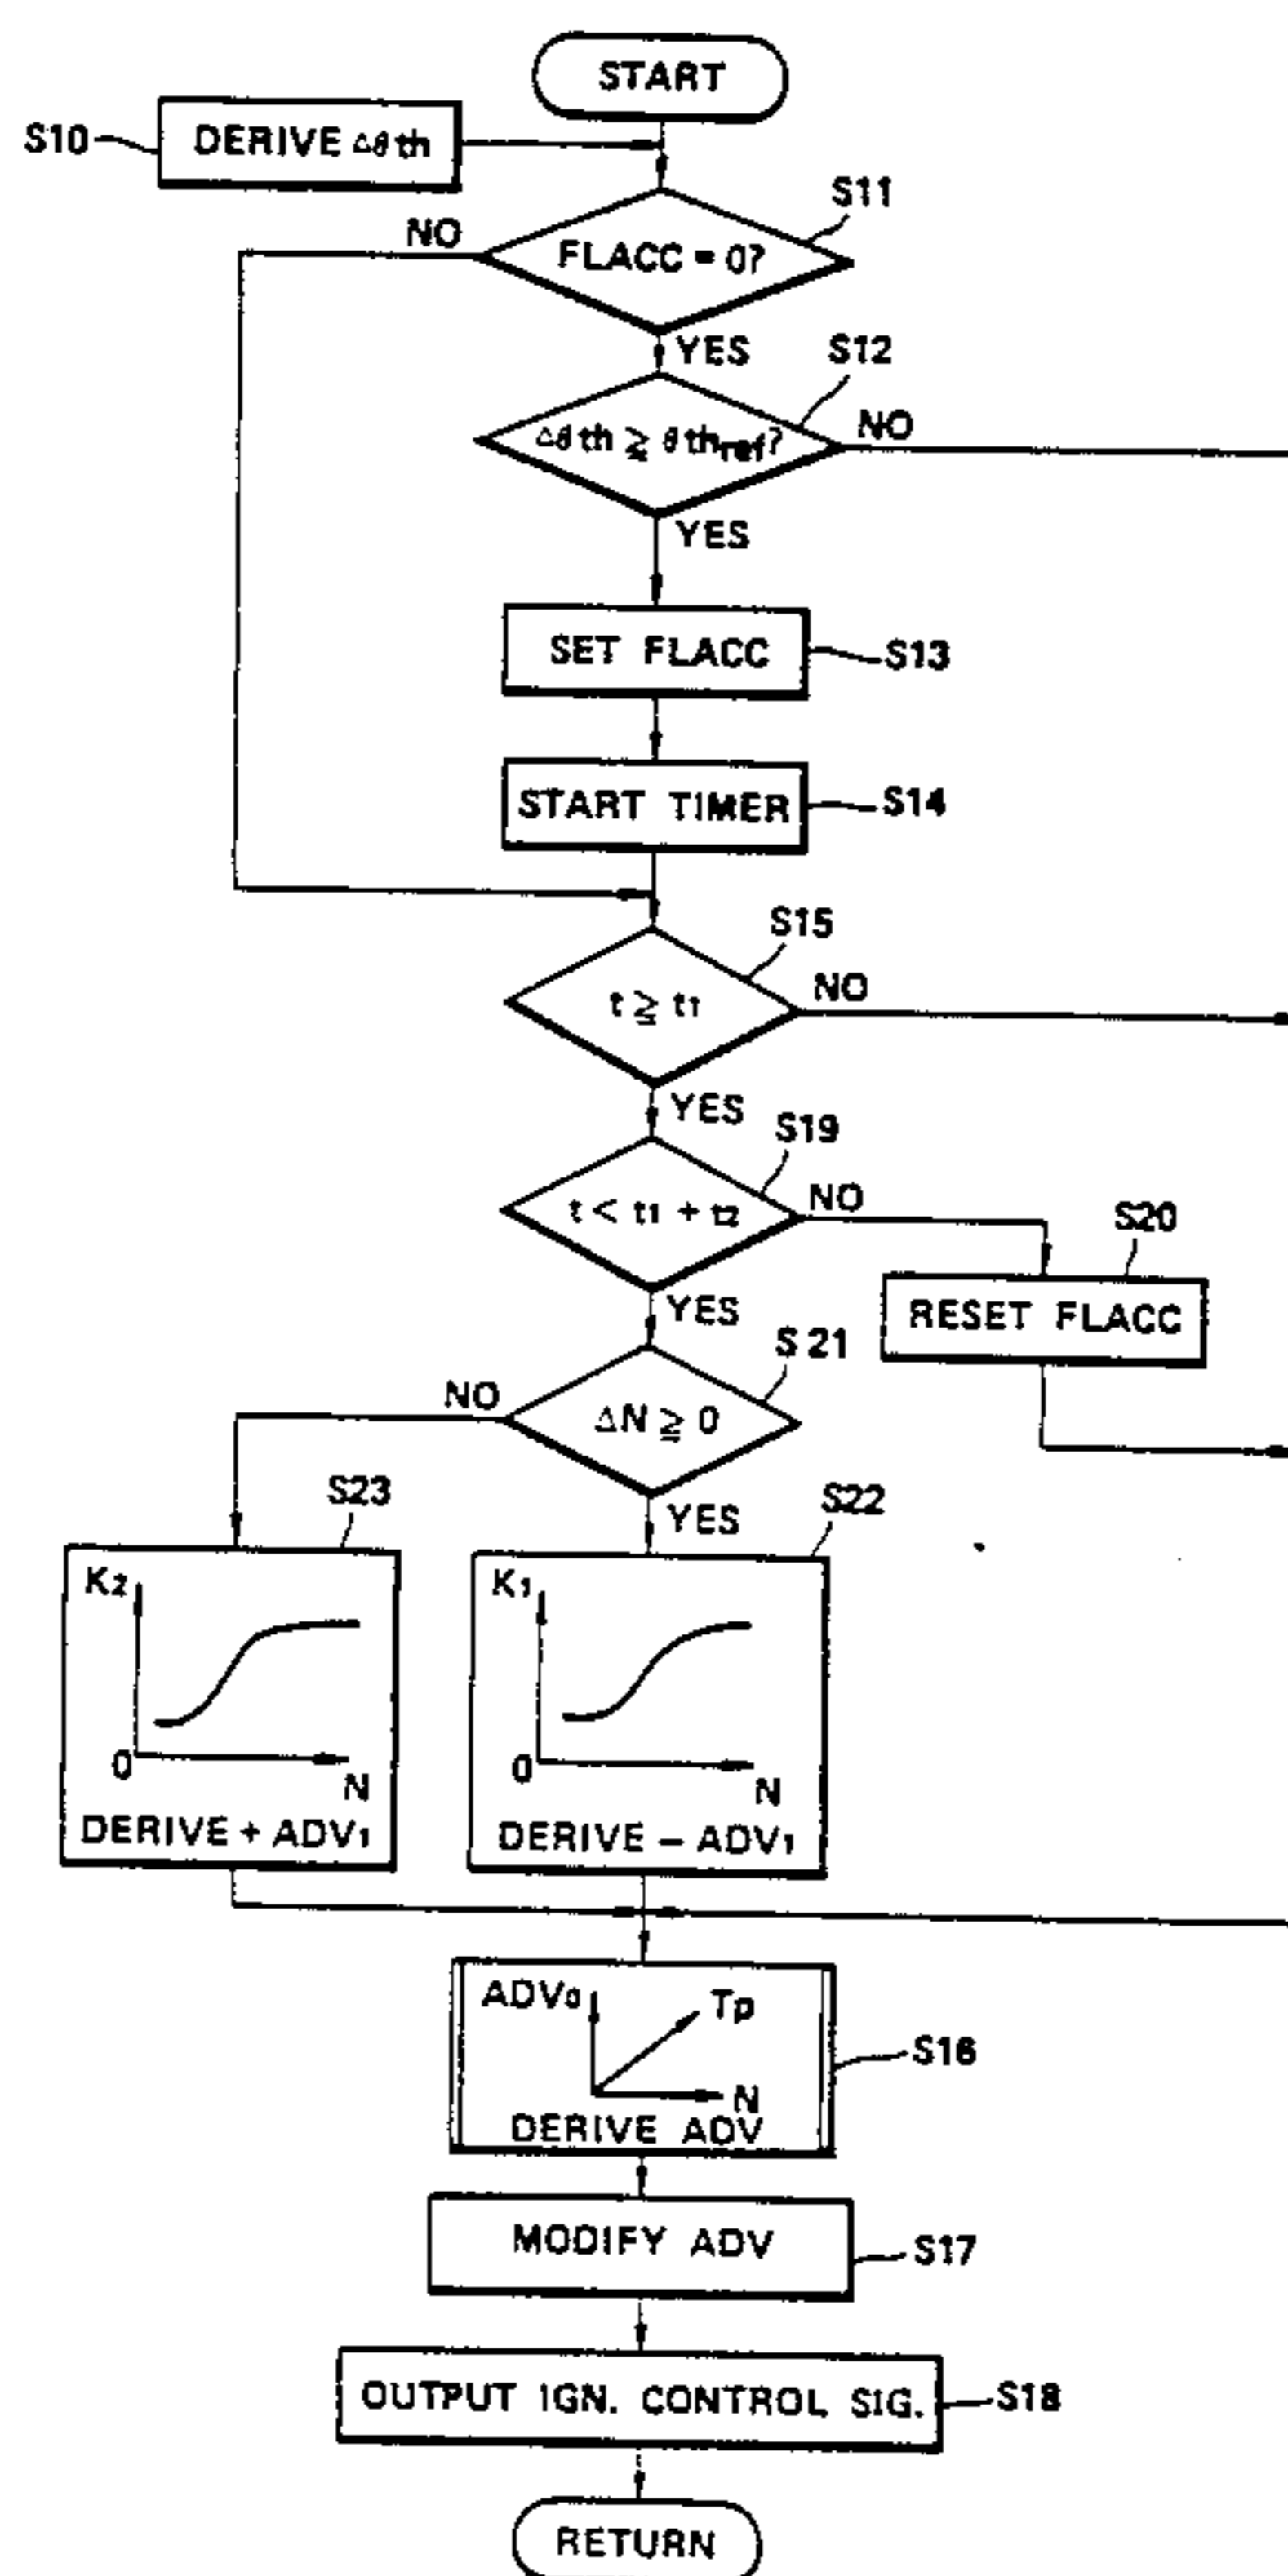 START
S10
DERIVE Δθth
S11
NO
FLACC = 0?
YES
S12
Δθth ≧ θth ref?
NO
YES
SET FLACC
S13
START TIMER
S14
S15
t ≧ t1
NO
YES
S19
t < t1 + t2
NO
S20
RESET FLACC
YES
S21
NO
ΔN ≧ 0
YES
S23
S22
K2
0
N
DERIVE + ADV1
K1
0
N
DERIVE − ADV1
ADV0
Tp
N
DERIVE ADV
S16
MODIFY ADV
S17
OUTPUT IGN. CONTROL SIG.
S18
RETURN